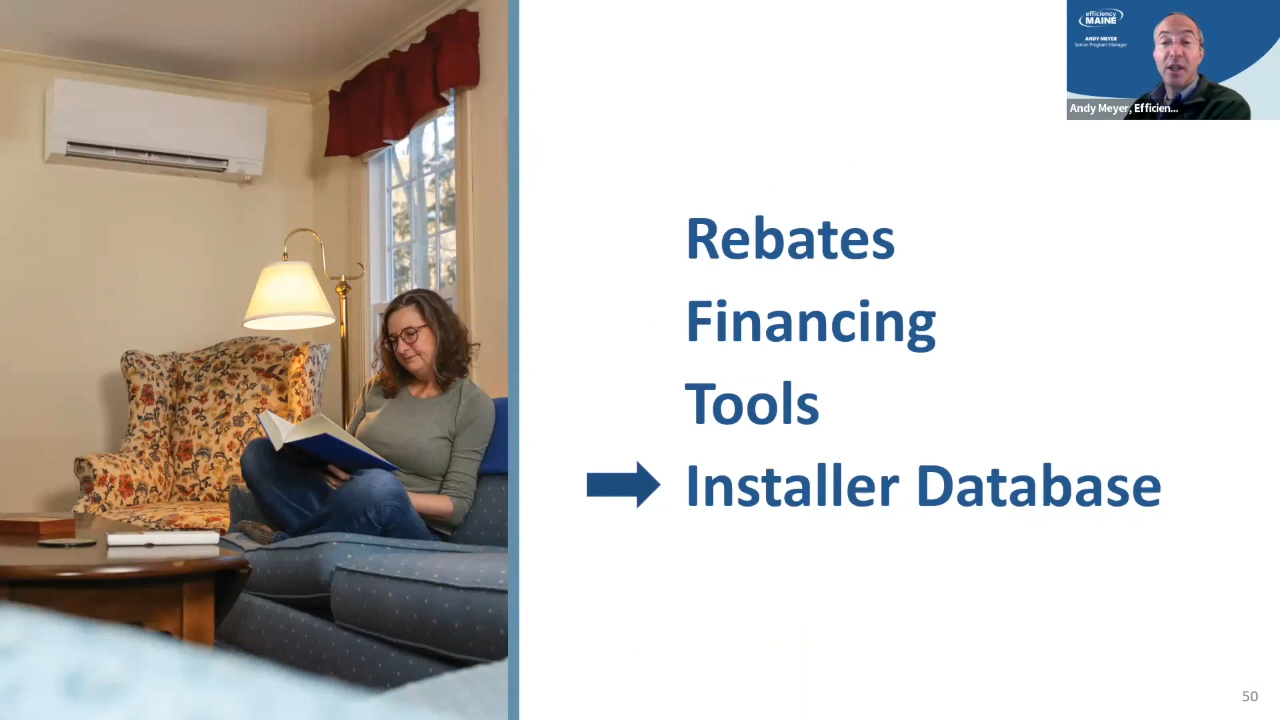 efficiency
MAINE
ANDY MEYER
Senior Program Manager
Andy Meyer, Efficien...
Rebates
Financing
Tools
Installer Database
50